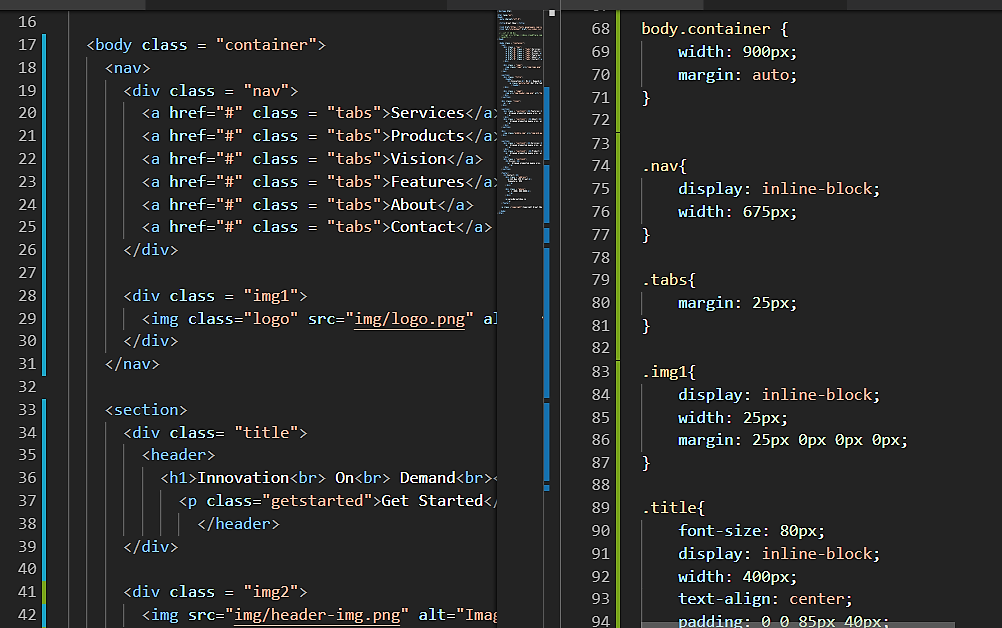 16
17 <body class = "container">
18 <nav>
19 <div class = "nav">
20 <a href="#" class = "tabs">Services</a>
21 <a href="#" class = "tabs">Products</a>
22 <a href="#" class = "tabs">Vision</a>
23 <a href="#" class = "tabs">Features</a>
24 <a href="#" class = "tabs">About</a>
25 <a href="#" class = "tabs">Contact</a>
26 </div>
27
28 <div class = "img1">
29 <img class="logo" src="img/logo.png" al
30 </div>
31 </nav>
32
33 <section>
34 <div class= "title">
35 <header>
36 <h1>Innovation<br> On<br> Demand<br><
37 <p class="getstarted">Get Started</
38 </header>
39 </div>
40
41 <div class = "img2">
42 <img src="img/header-img.png" alt="Imag
68 body.container {
69 width: 900px;
70 margin: auto;
71 }
72
73
74 .nav{
75 display: inline-block;
76 width: 675px;
77 }
78
79 .tabs{
80 margin: 25px;
81 }
82
83 .img1{
84 display: inline-block;
85 width: 25px;
86 margin: 25px 0px 0px 0px;
87 }
88
89 .title{
90 font-size: 80px;
91 display: inline-block;
92 width: 400px;
93 text-align: center;
94 padding: 0 0 85px 40px;